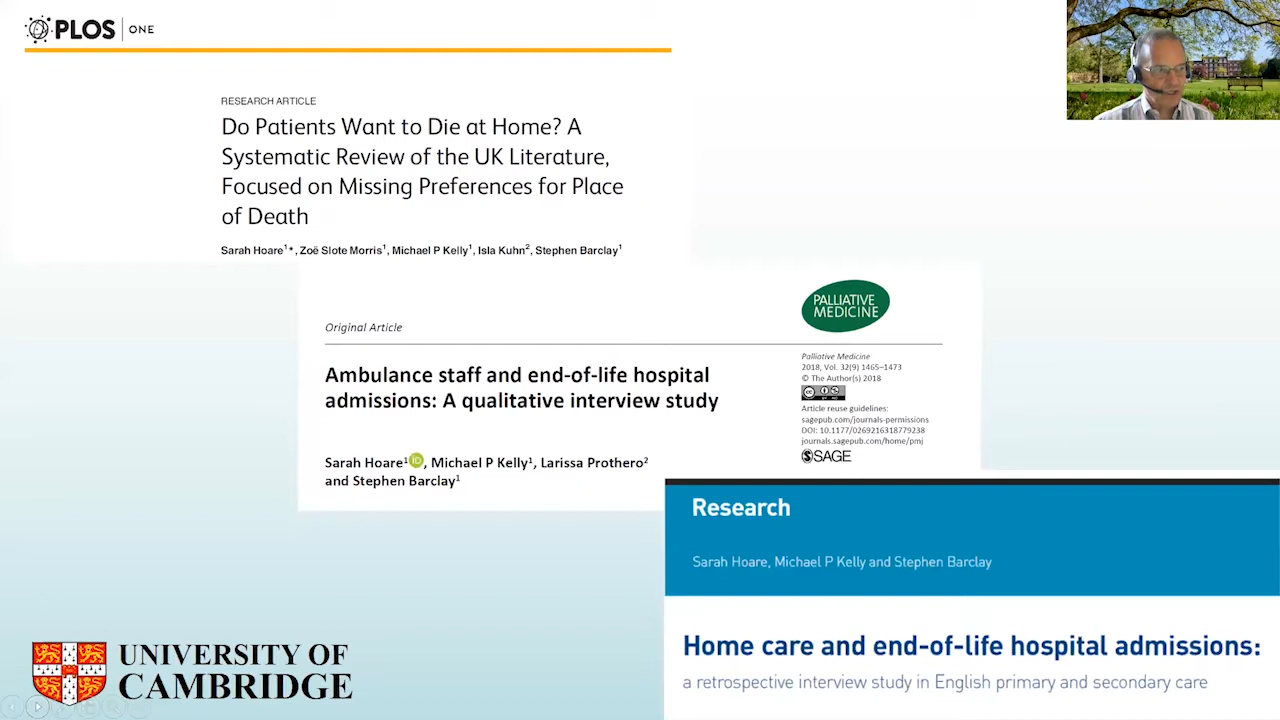 PLOS ONE
RESEARCH ARTICLE
Do Patients Want to Die at Home? A
Systematic Review of the UK Literature,
Focused on Missing Preferences for Place
of Death
Sarah Hoare1*, Zoë Slote Morris1, Michael P Kelly1, Isla Kuhn2, Stephen Barclay1
PALLIATIVE
MEDICINE
Original Article
Palliative Medicine
2018, Vol. 32(9) 1465–1473
© The Author(s) 2018
Article reuse guidelines:
sagepub.com/journals-permissions
DOI: 10.1177/0269216318779238
journals.sagepub.com/home/pmj
SAGE
Ambulance staff and end-of-life hospital
admissions: A qualitative interview study
Sarah Hoare1 iD, Michael P Kelly1, Larissa Prothero2
and Stephen Barclay1
Research
Sarah Hoare, Michael P Kelly and Stephen Barclay
Home care and end-of-life hospital admissions:
a retrospective interview study in English primary and secondary care
UNIVERSITY OF
CAMBRIDGE